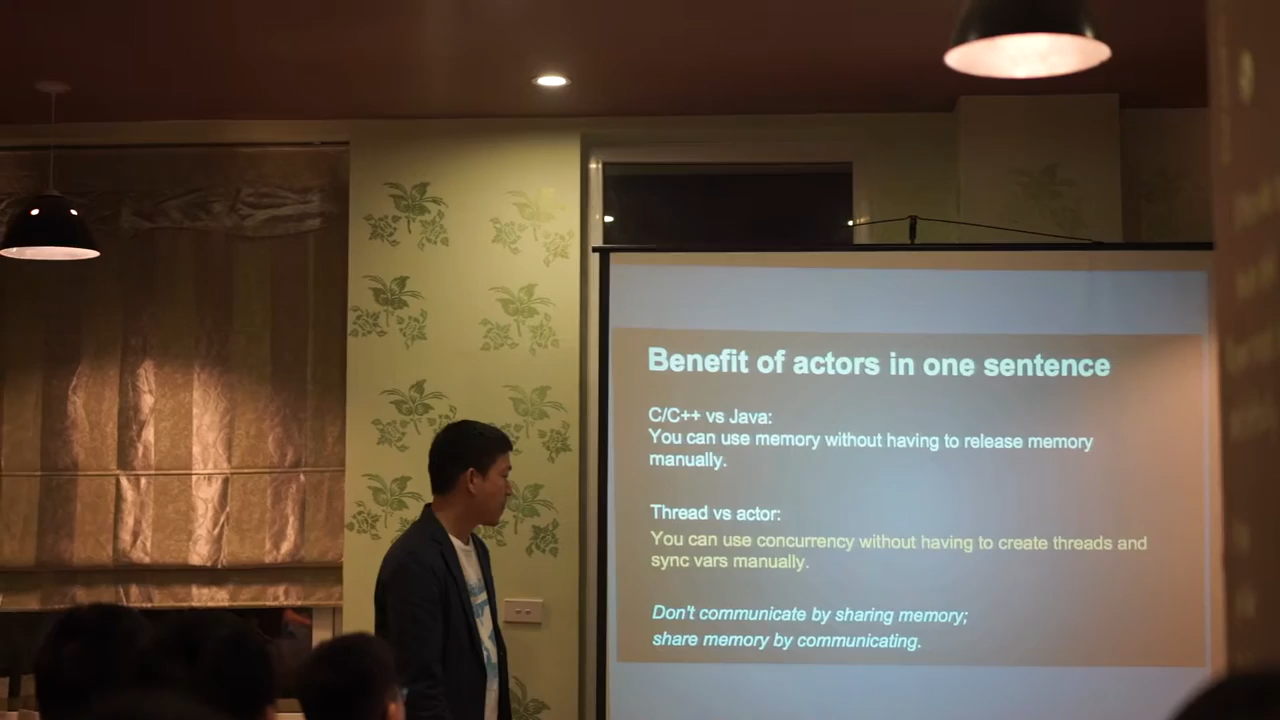 Benefit of actors in one sentence
C/C++ vs Java:
You can use memory without having to release memory
manually.
Thread vs actor:
You can use concurrency without having to create threads and
sync vars manually.
Don't communicate by sharing memory;
share memory by communicating.